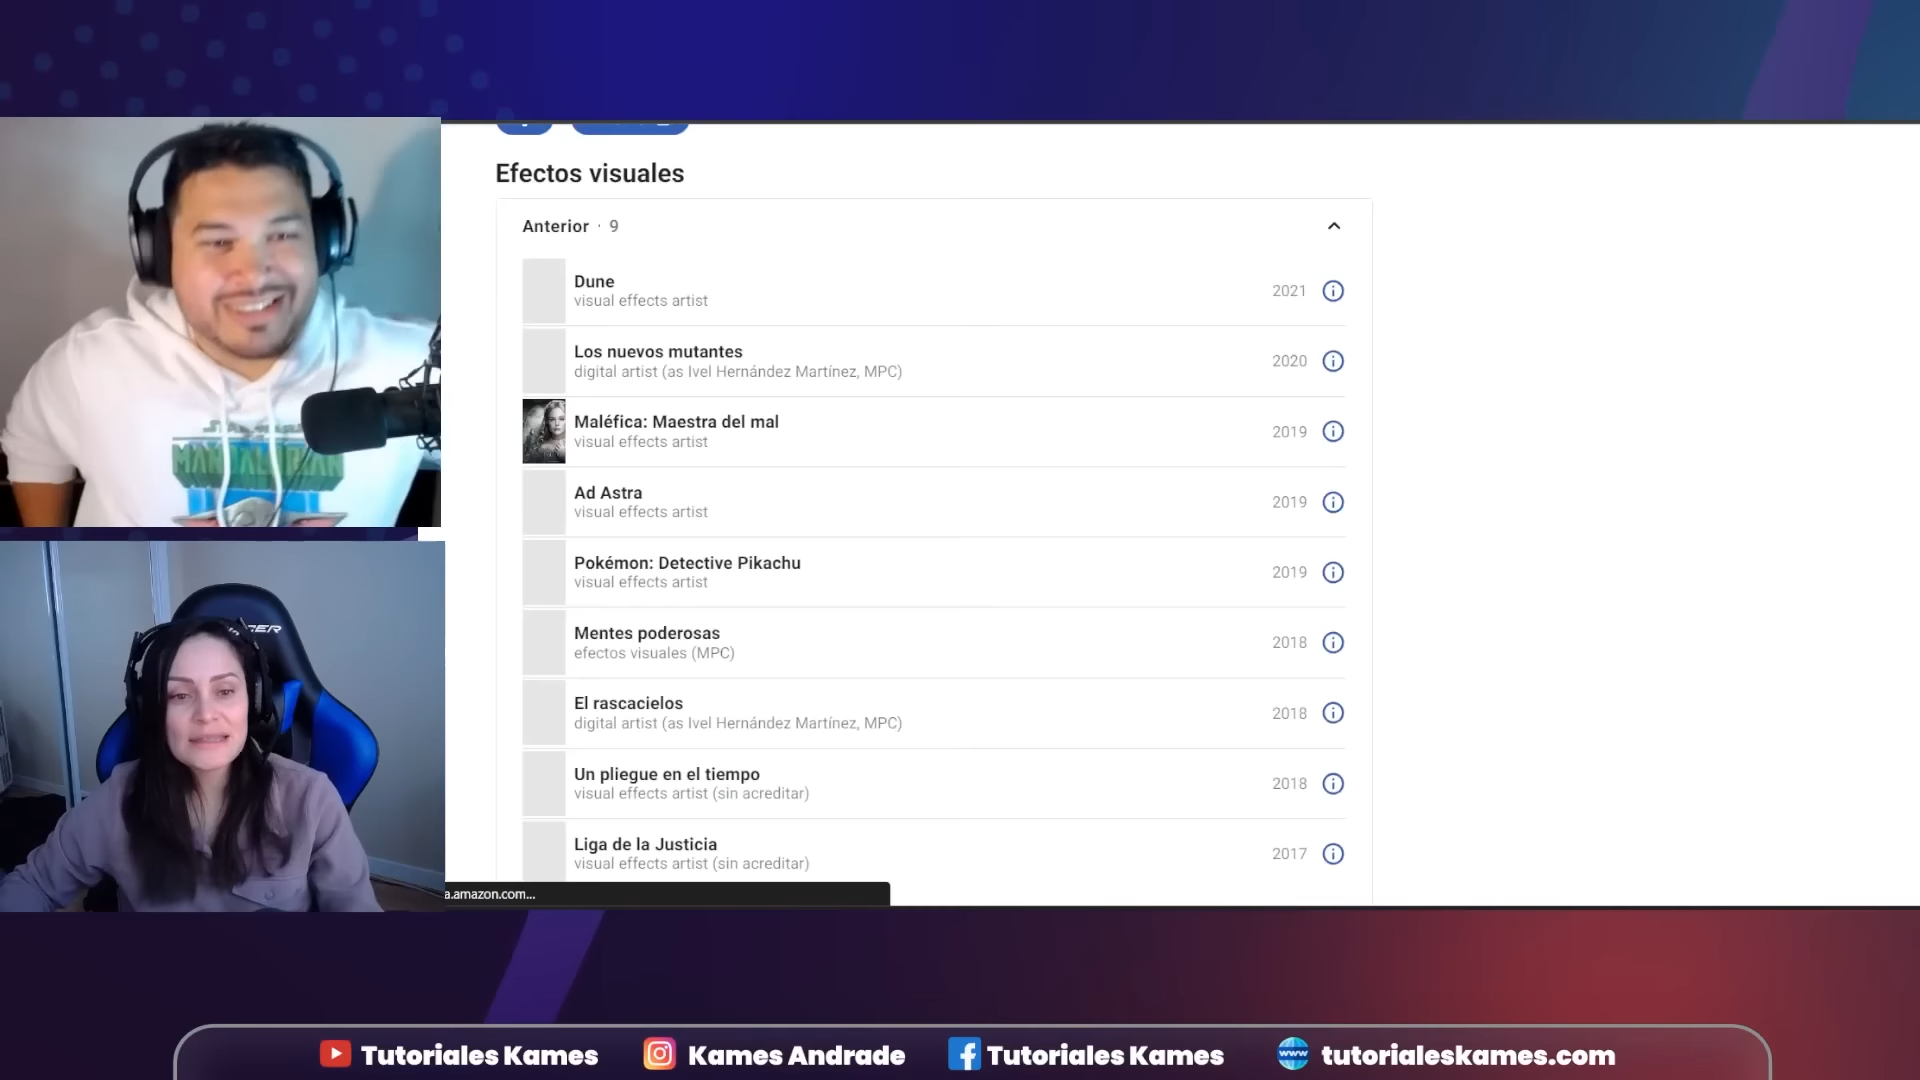 Efectos visuales
Anterior · 9
Dune
visual effects artist
2021
Los nuevos mutantes
digital artist (as Ivel Hernández Martínez, MPC)
2020
Maléfica: Maestra del mal
visual effects artist
2019
Ad Astra
visual effects artist
2019
Pokémon: Detective Pikachu
visual effects artist
2019
Mentes poderosas
efectos visuales (MPC)
2018
El rascacielos
digital artist (as Ivel Hernández Martínez, MPC)
2018
Un pliegue en el tiempo
visual effects artist (sin acreditar)
2018
Liga de la Justicia
visual effects artist (sin acreditar)
2017
a.amazon.com...
MANDALORIAN
Tutoriales Kames
Kames Andrade
Tutoriales Kames
www
tutorialeskames.com